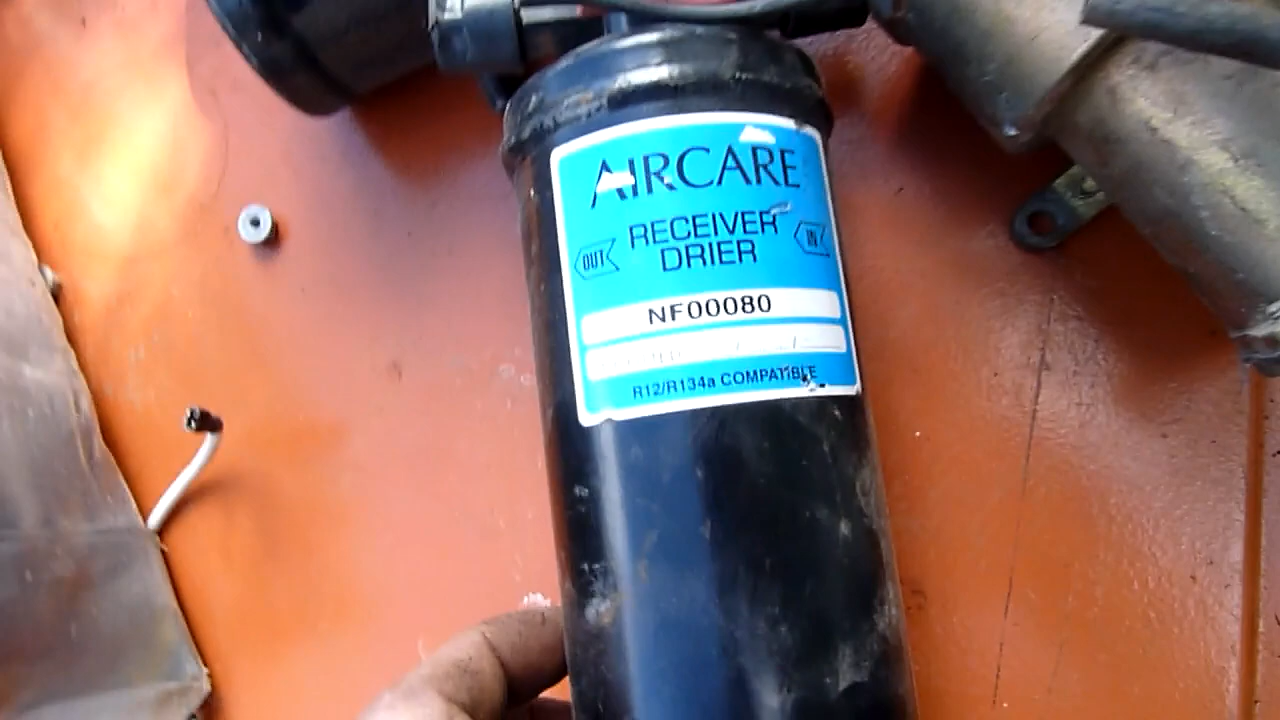 AIRCARE
RECEIVER
DRIER
OUT
IN
NF00080
R12/R134a COMPATIBLE